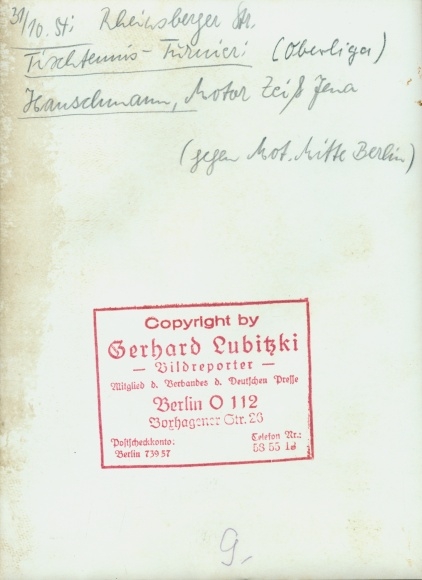 31/10. 51: Rheinsberger Str.
Tischtennis-Turnier: (Oberliga)
Hanschmann, Motor Zeiß Jena
(gegen Mot. Mitte Berlin)
Copyright by
Gerhard Lubitzki
— Bildreporter —
Mitglied d. Verbandes d. Deutschen Presse
Berlin O 112
Boxhagener Str. 26
Postscheckkonto. Telefon Nr.:
Berlin 739 57 58 55 18
9.